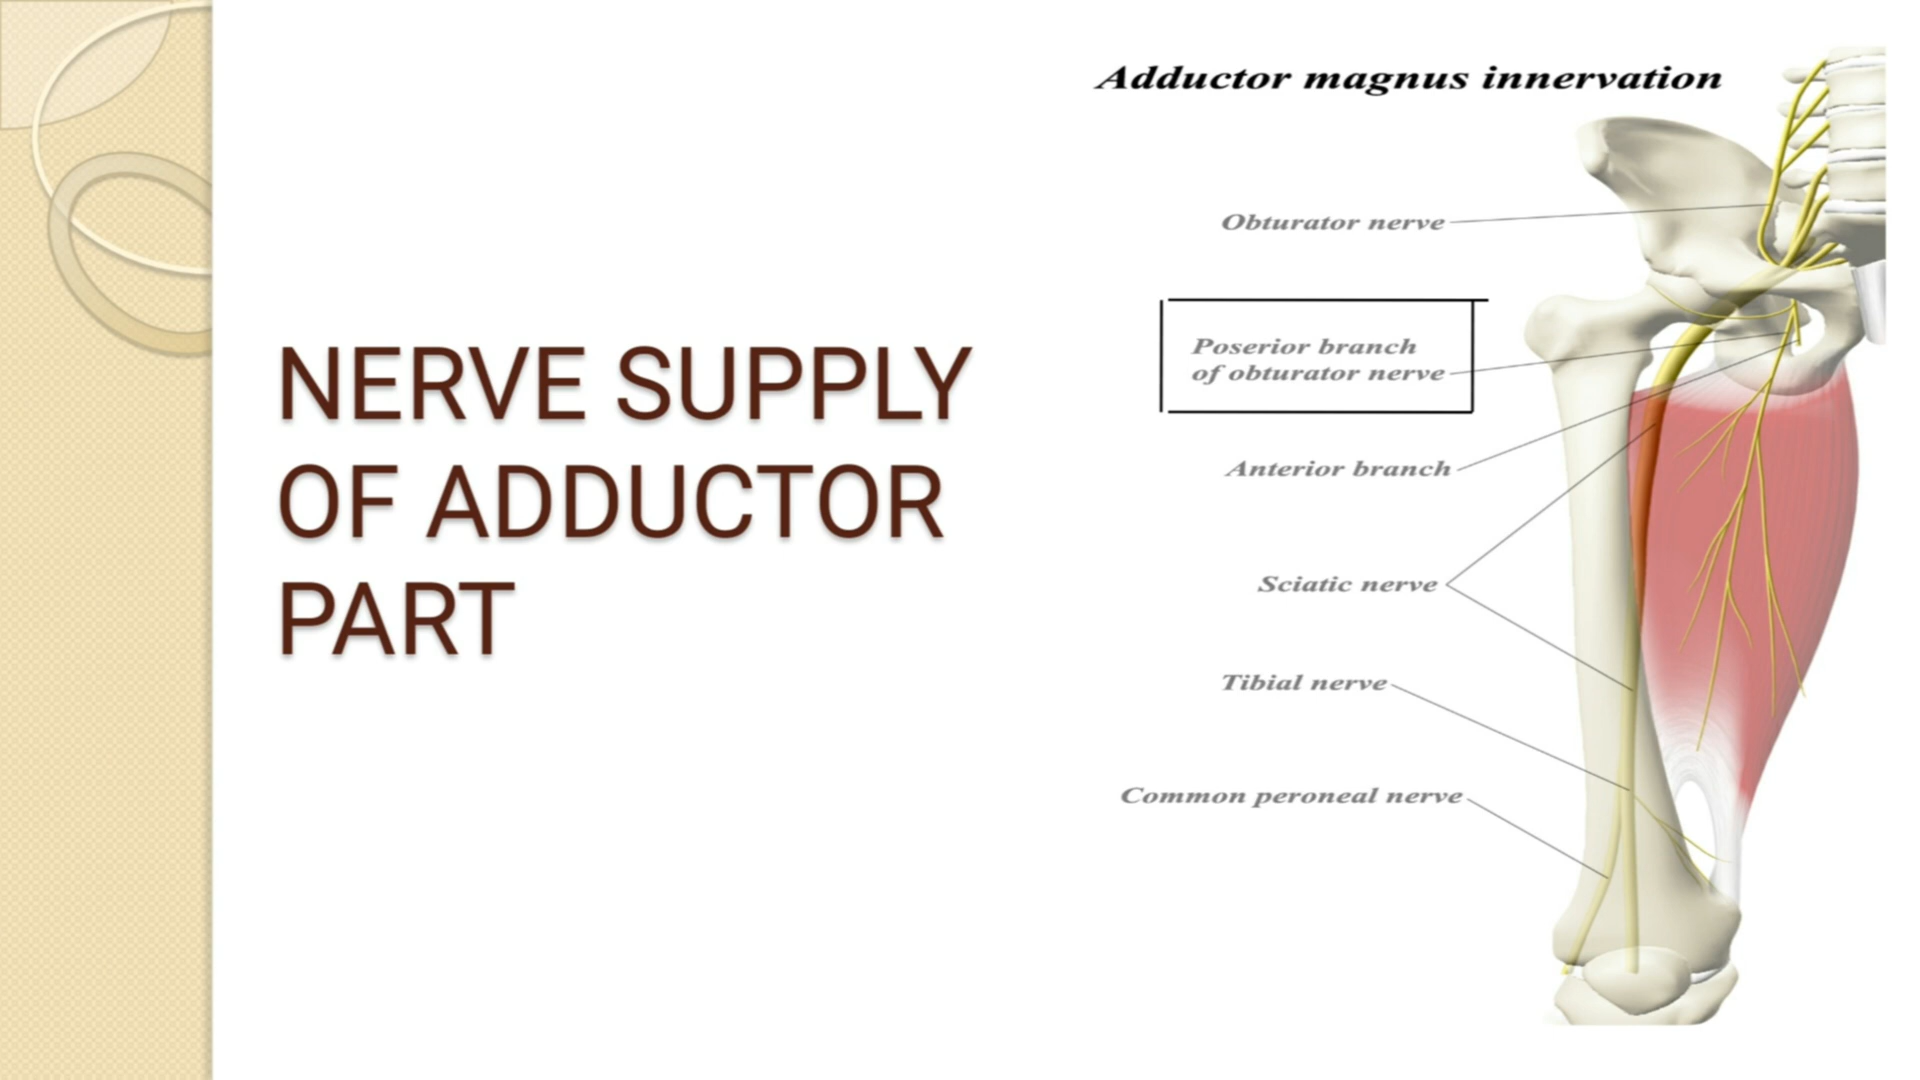 NERVE SUPPLY
OF ADDUCTOR
PART
Adductor magnus innervation
Obturator nerve
Poserior branch
of obturator nerve
Anterior branch
Sciatic nerve
Tibial nerve
Common peroneal nerve